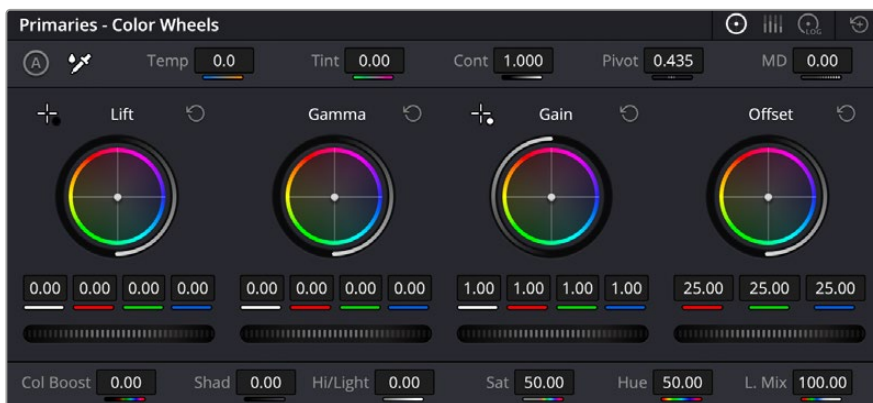 Primaries - Color Wheels
LOG
A
Temp 0.0 Tint 0.00 Cont 1.000 Pivot 0.435 MD 0.00
Lift Gamma Gain Offset
0.00 0.00 0.00 0.00 0.00 0.00 0.00 0.00 1.00 1.00 1.00 1.00 25.00 25.00 25.00
Col Boost 0.00 Shad 0.00 Hi/Light 0.00 Sat 50.00 Hue 50.00 L. Mix 100.00